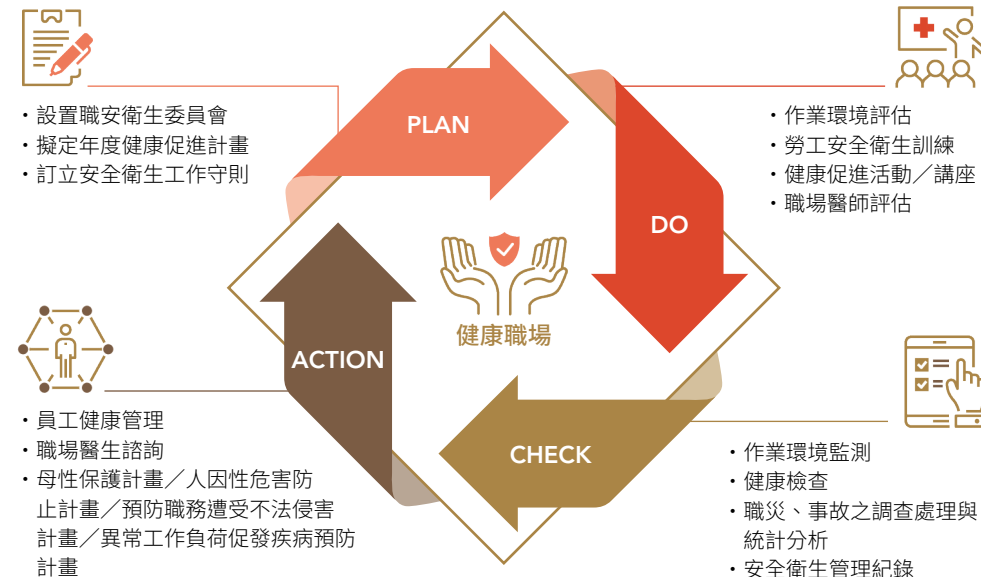 PLAN
・設置職安衛生委員會
・擬定年度健康促進計畫
・訂立安全衛生工作守則
DO
・作業環境評估
・勞工安全衛生訓練
・健康促進活動／講座
・職場醫師評估
健康職場
ACTION
・員工健康管理
・職場醫生諮詢
・母性保護計畫／人因性危害防
止計畫／預防職務遭受不法侵害
計畫／異常工作負荷促發疾病預防
計畫
CHECK
・作業環境監測
・健康檢查
・職災、事故之調查處理與
統計分析
・安全衛生管理紀錄